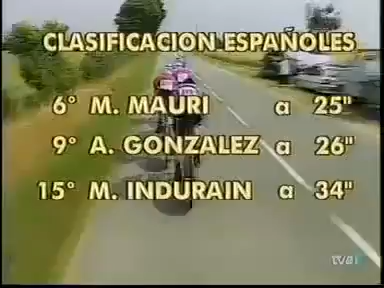 CLASIFICACION ESPAÑOLES
6° M. MAURI a 25"
9° A. GONZALEZ a 26"
15° M. INDURAIN a 34"